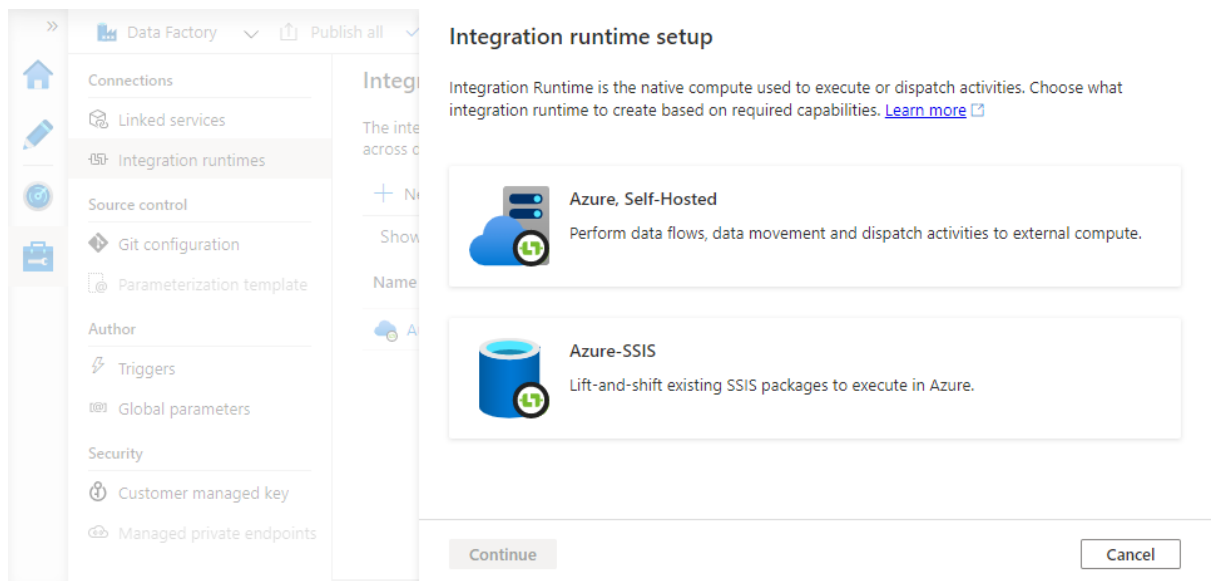 Data Factory
Publish all
Connections
Linked services
Integration runtimes
Source control
Git configuration
Parameterization template
Author
Triggers
Global parameters
Security
Customer managed key
Managed private endpoints
The
across
Show
Name
Integration runtime setup
Integration Runtime is the native compute used to execute or dispatch activities. Choose what
integration runtime to create based on required capabilities. Learn more
Azure, Self-Hosted
Perform data flows, data movement and dispatch activities to external compute.
Azure-SSIS
Lift-and-shift existing SSIS packages to execute in Azure.
Continue
Cancel